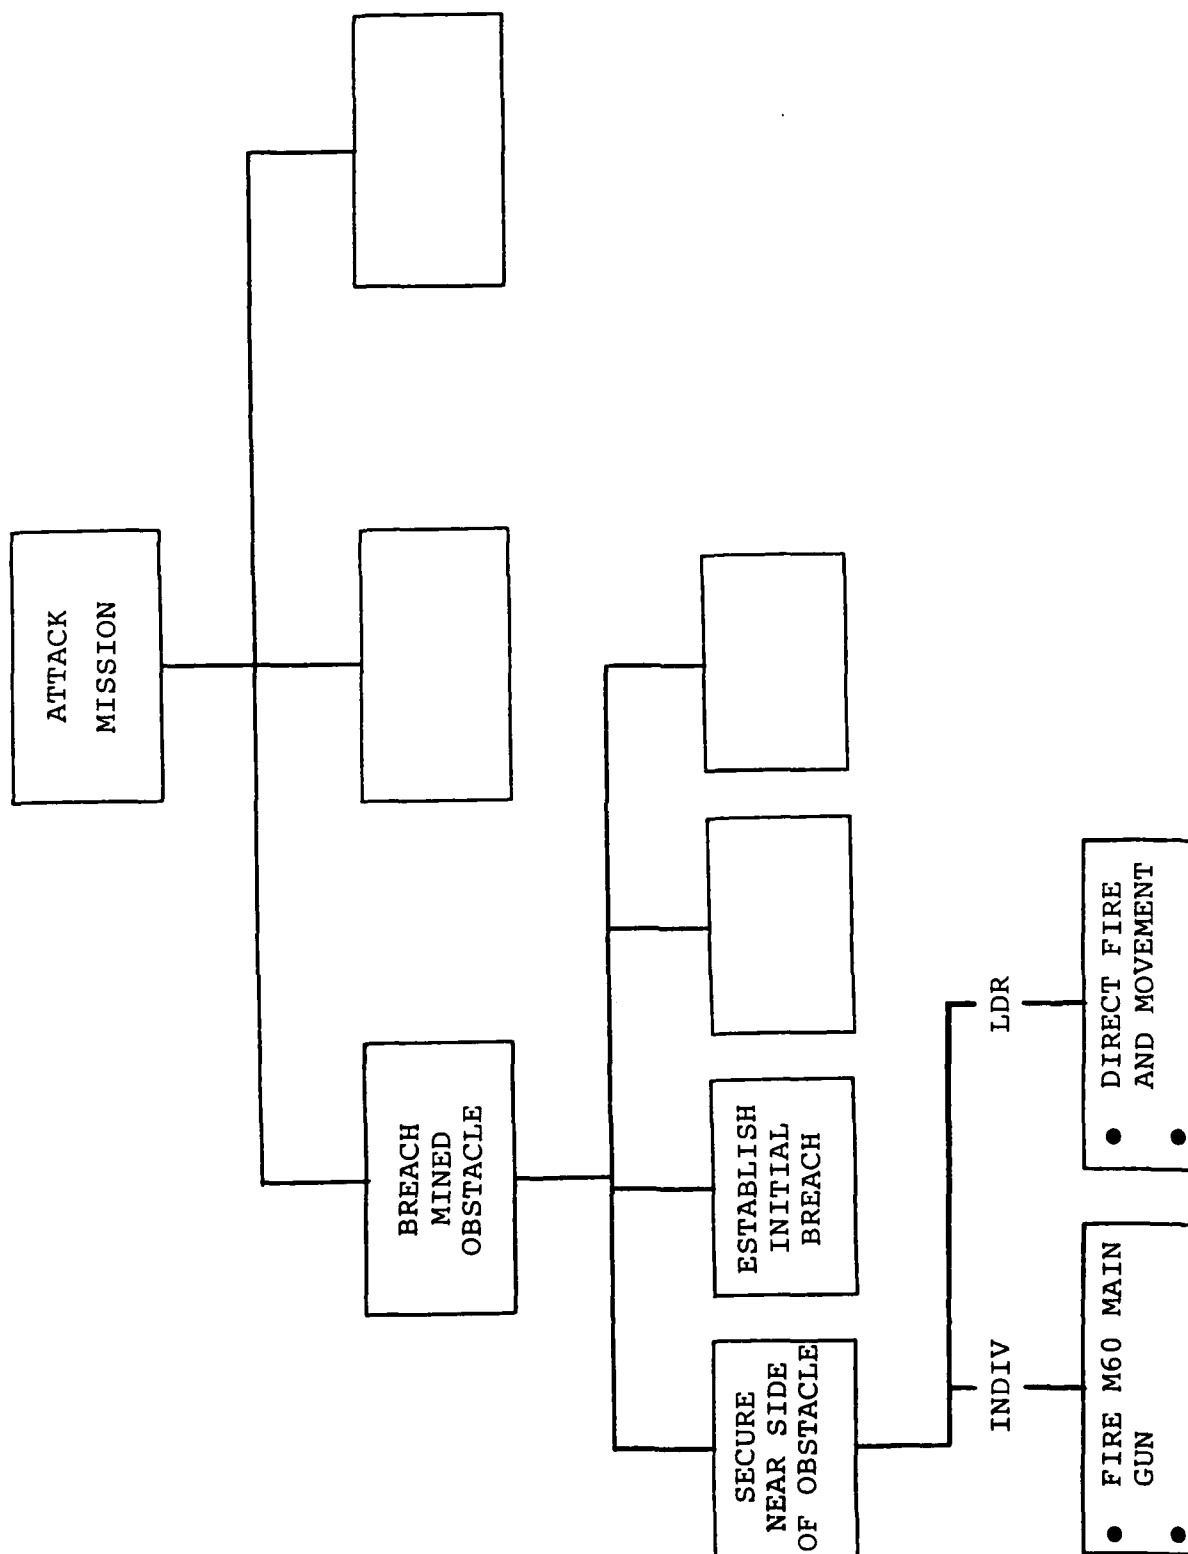 ATTACK
MISSION
BREACH
MINED
OBSTACLE
SECURE
NEAR SIDE
OF OBSTACLE
ESTABLISH
INITIAL
BREACH
INDIV
LDR
● FIRE M60 MAIN
GUN
●
● DIRECT FIRE
AND MOVEMENT
●